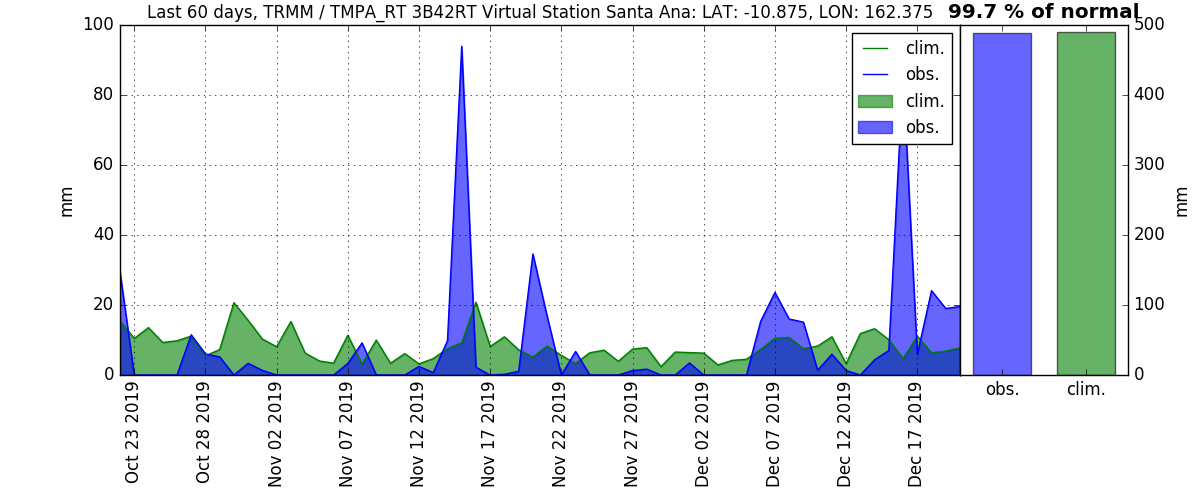 Last 60 days, TRMM / TMPA_RT 3B42RT Virtual Station Santa Ana: LAT: -10.875, LON: 162.375
99.7 % of normal
100
80
60
40
20
0
mm
clim.
obs.
clim.
obs.
500
400
300
200
100
0
mm
obs.
clim.
Oct 23 2019
Oct 28 2019
Nov 02 2019
Nov 07 2019
Nov 12 2019
Nov 17 2019
Nov 22 2019
Nov 27 2019
Dec 02 2019
Dec 07 2019
Dec 12 2019
Dec 17 2019